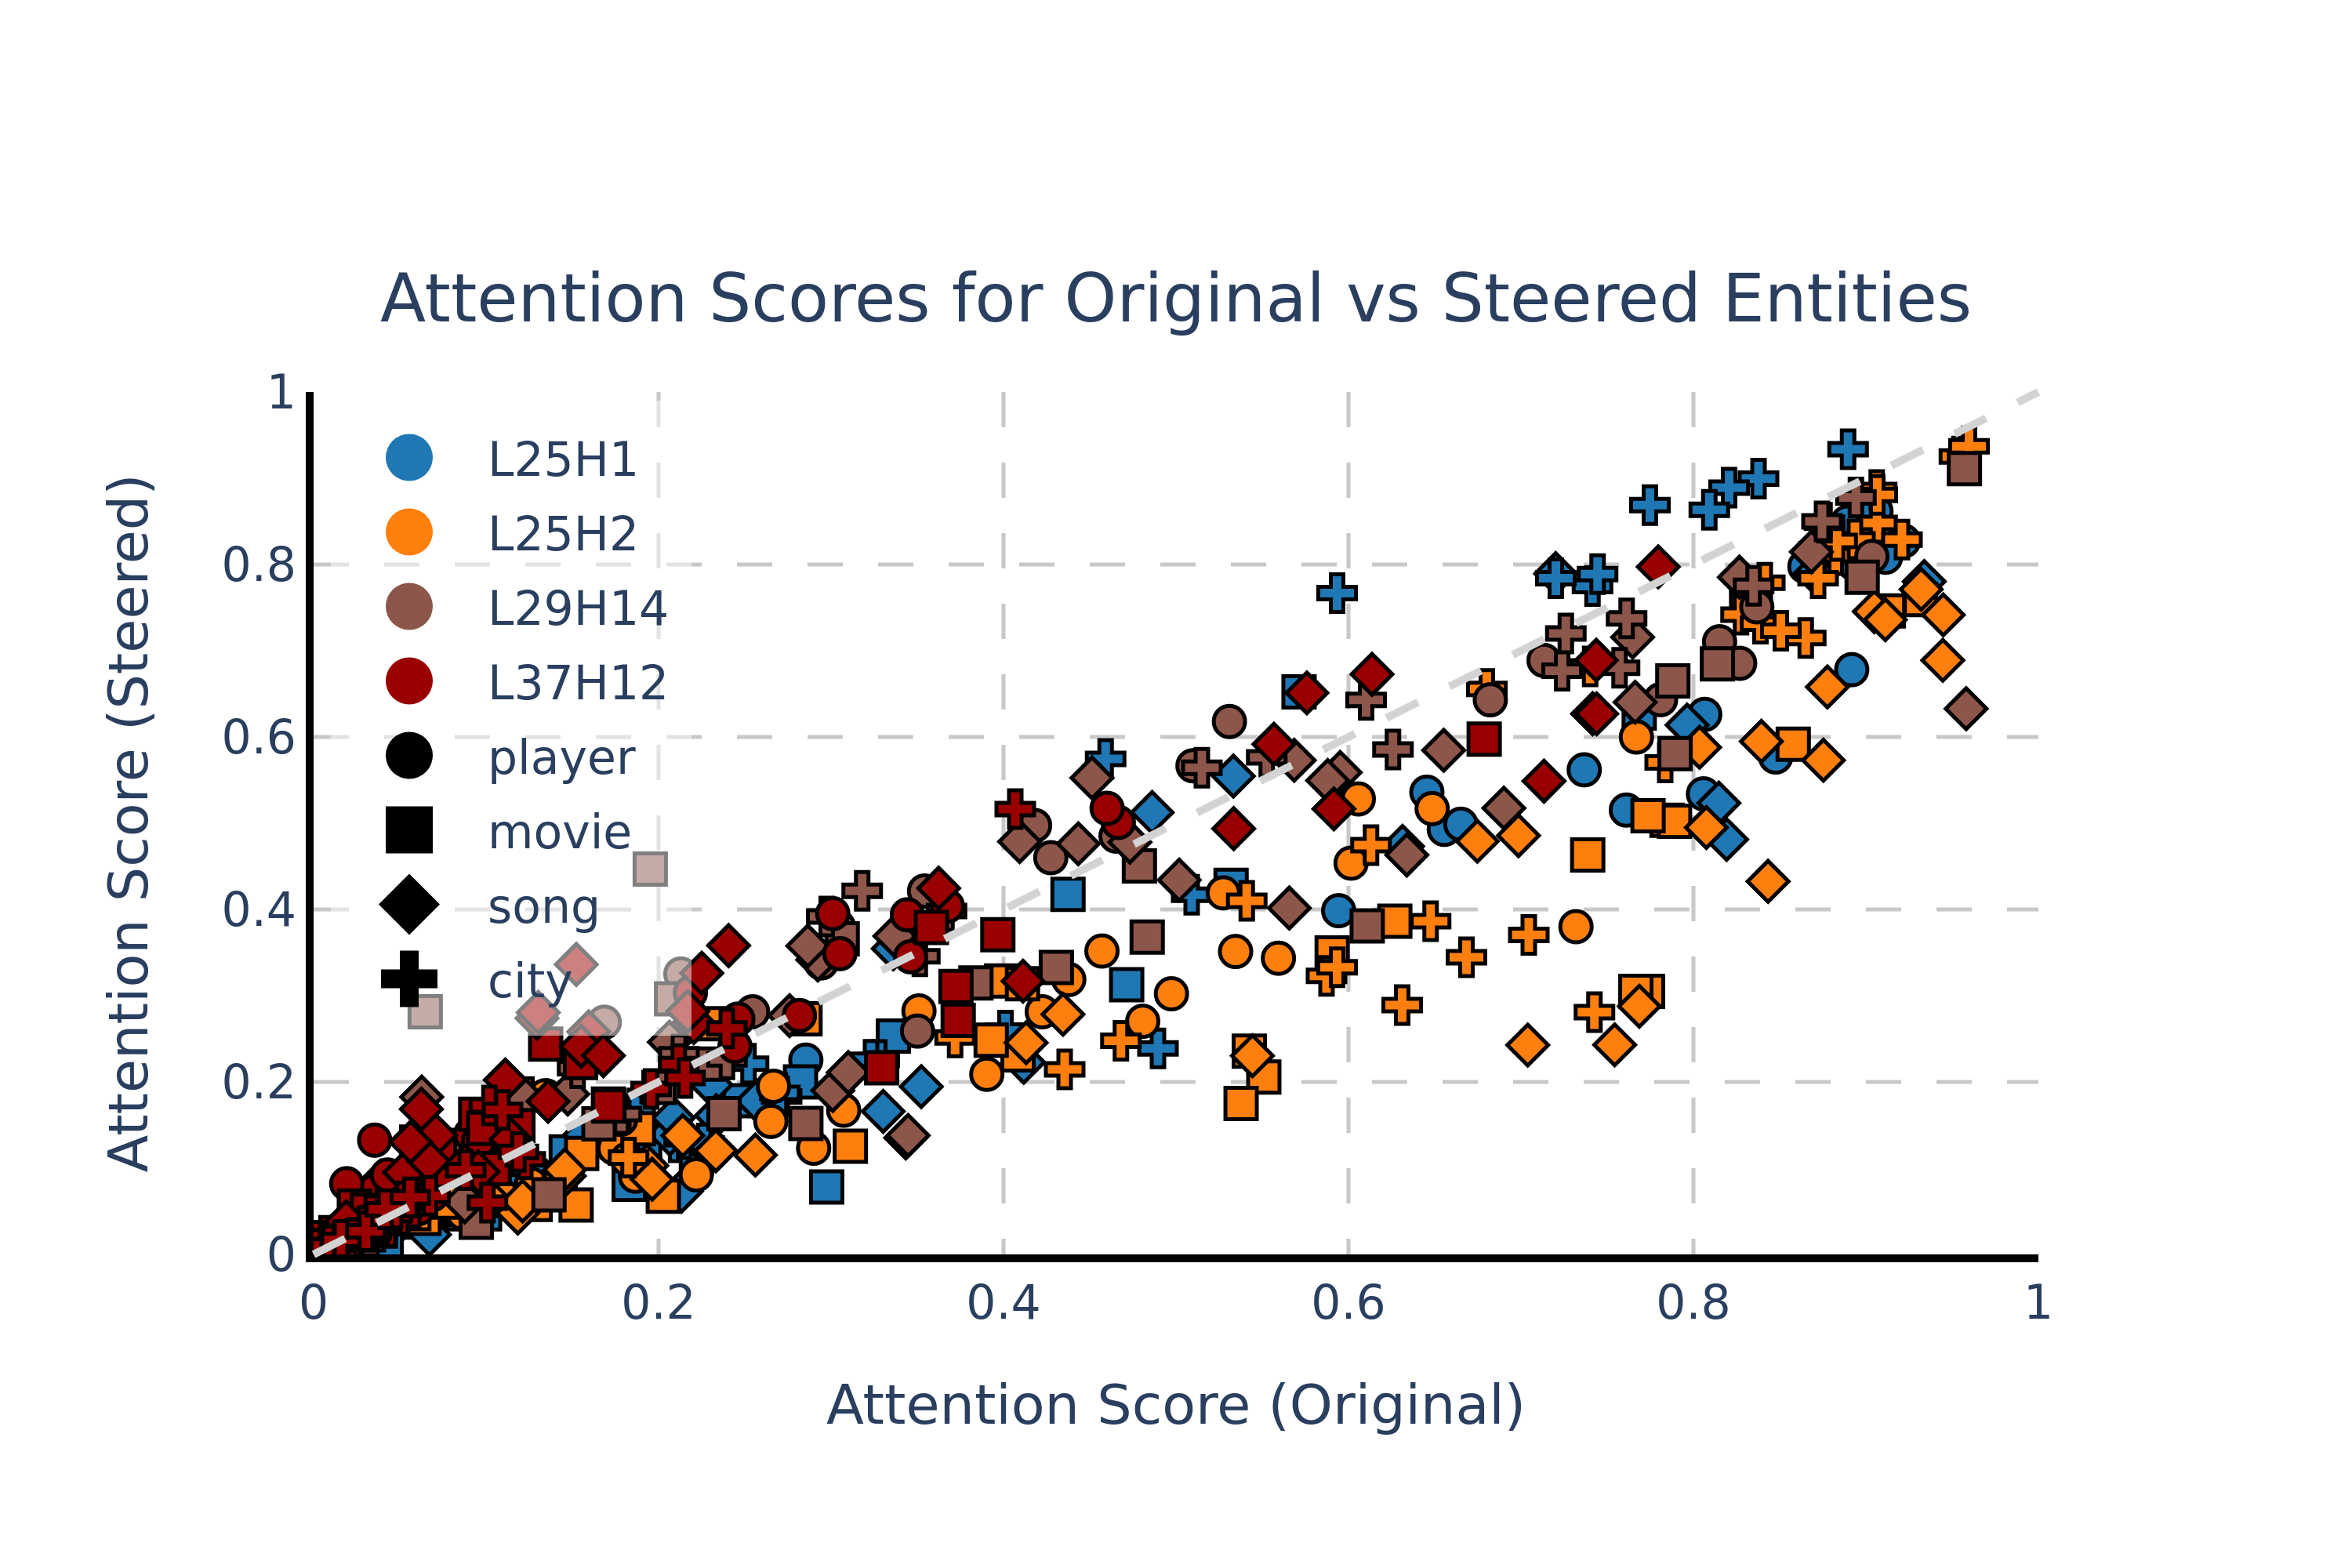 Attention Scores for Original vs Steered Entities
Attention Score (Steered)
1
0.8
0.6
0.4
0.2
0
L25H1
L25H2
L29H14
L37H12
player
movie
song
city
0
0.2
0.4
0.6
0.8
1
Attention Score (Original)